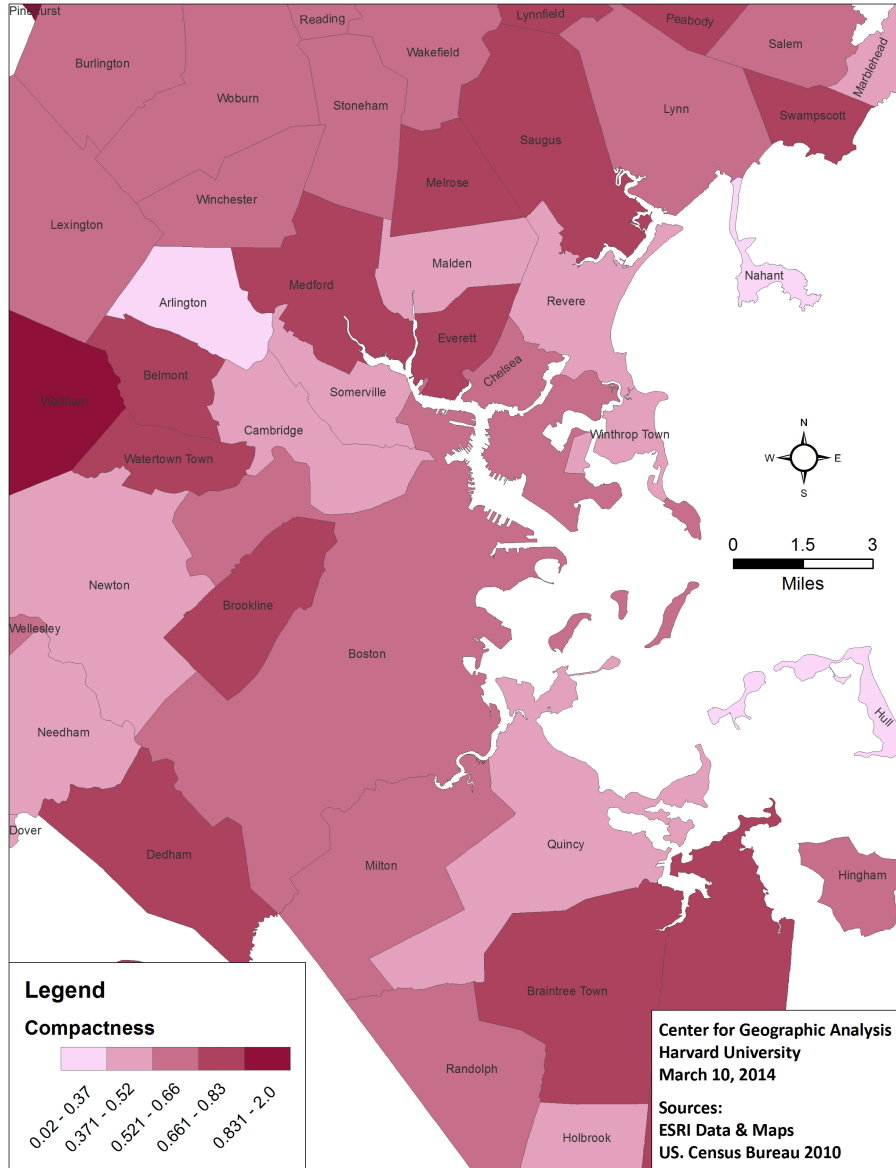 Pinehurst
Reading
Lynnfield
Peabody
Burlington
Wakefield
Salem
Marblehead
Woburn
Stoneham
Lynn
Swampscott
Saugus
Melrose
Winchester
Lexington
Malden
Nahant
Medford
Arlington
Revere
Everett
Chelsea
Belmont
Somerville
Waltham
Cambridge
Winthrop Town
Watertown Town
N
W
E
S
0
1.5
3
Miles
Newton
Brookline
Wellesley
Boston
Hull
Needham
Dover
Dedham
Quincy
Milton
Hingham
Braintree Town
Randolph
Holbrook
Legend
Compactness
0.02 - 0.37
0.371 - 0.52
0.521 - 0.66
0.661 - 0.83
0.831 - 2.0
Center for Geographic Analysis
Harvard University
March 10, 2014
Sources:
ESRI Data & Maps
US. Census Bureau 2010